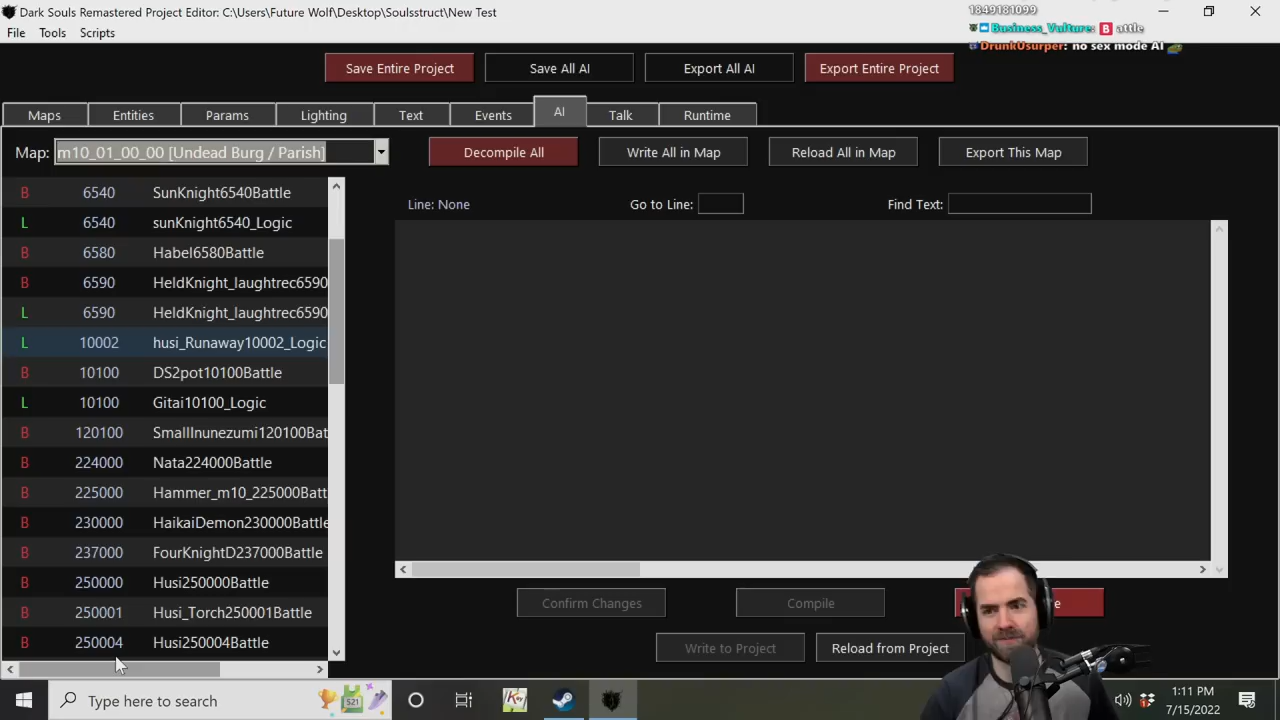 Dark Souls Remastered Project Editor: C:\Users\Future Wolf\Desktop\Soulsstruct\New Test
1849181099
Business_Vulture: B attle
DrunkUsurper: no sex mode AI
File Tools Scripts
Save Entire Project Save All AI Export All AI Export Entire Project
Maps Entities Params Lighting Text Events AI Talk Runtime
Map: m10_01_00_00 [Undead Burg / Parish] Decompile All Write All in Map Reload All in Map Export This Map
Line: None Go to Line: Find Text:
B 6540 SunKnight6540Battle
L 6540 sunKnight6540_Logic
B 6580 Habel6580Battle
B 6590 HeldKnight_laughtrec6590
L 6590 HeldKnight_laughtrec6590
L 10002 husi_Runaway10002_Logic
B 10100 DS2pot10100Battle
L 10100 Gitai10100_Logic
B 120100 SmallInunezumi120100Bat
B 224000 Nata224000Battle
B 225000 Hammer_m10_225000Batt
B 230000 HaikaiDemon230000Battle
B 237000 FourKnightD237000Battle
B 250000 Husi250000Battle
B 250001 Husi_Torch250001Battle
B 250004 Husi250004Battle
Confirm Changes Compile
Write to Project Reload from Project
Type here to search
1:11 PM
7/15/2022